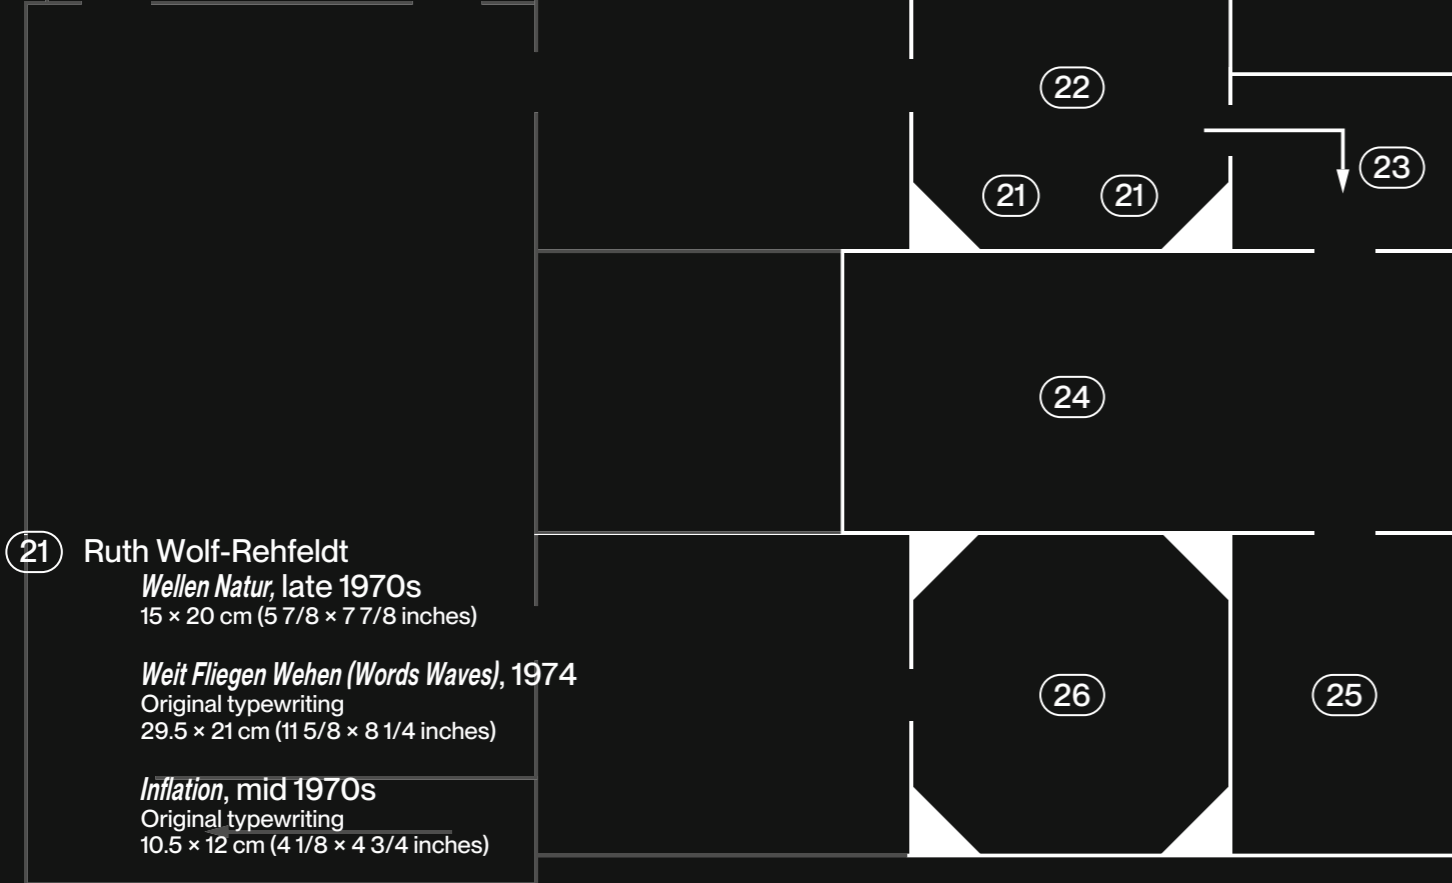 22
23
21 21
24
21 Ruth Wolf-Rehfeldt
Wellen Natur, late 1970s
15 × 20 cm (5 7/8 × 7 7/8 inches)
Weit Fliegen Wehen (Words Waves), 1974
Original typewriting
29.5 × 21 cm (11 5/8 × 8 1/4 inches)
Inflation, mid 1970s
Original typewriting
10.5 × 12 cm (4 1/8 × 4 3/4 inches)
26
25